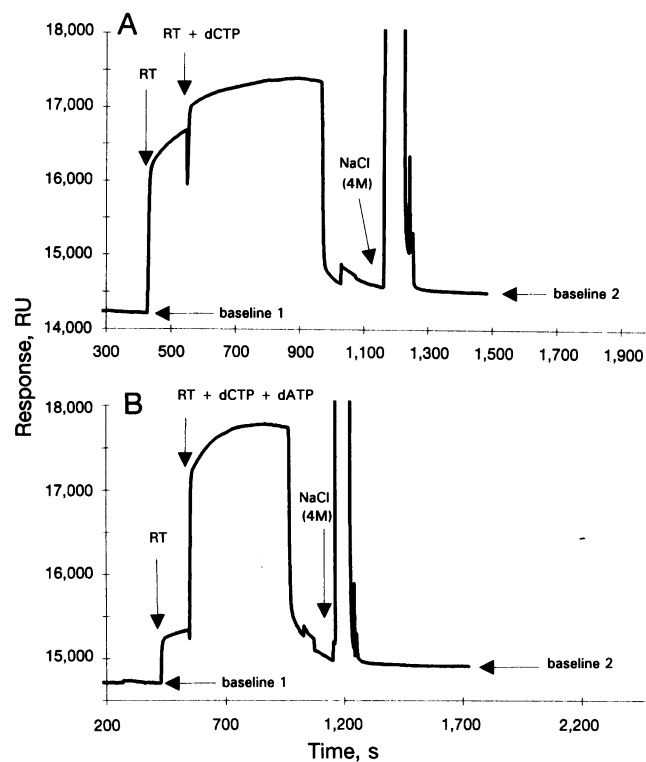 A
18,000
RT + dCTP
RT
17,000
16,000
NaCl
(4M)
15,000
baseline 2
baseline 1
14,000
300 500 700 900 1,100 1,300 1,500 1,700 1,900
Response, RU
B
RT + dCTP + dATP
18,000
17,000
NaCl
(4M)
RT
16,000
15,000
baseline 2
baseline 1
200 700 1,200 1,700 2,200
Time, s